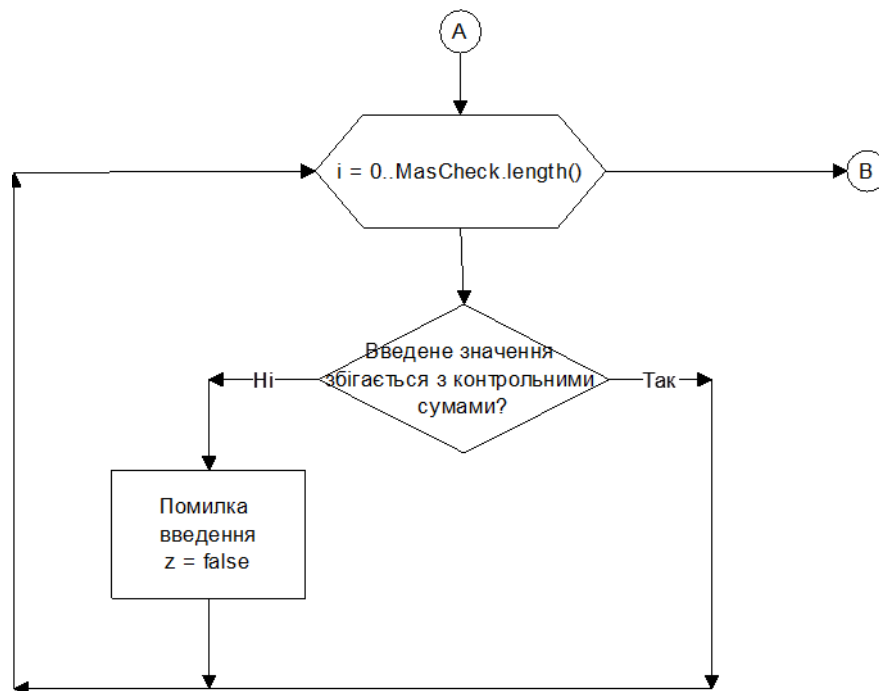 A
i = 0..MasCheck.length()
B
Введене значення
збігається з контрольними
сумами?
Ні
Так
Помилка
введення
z = false